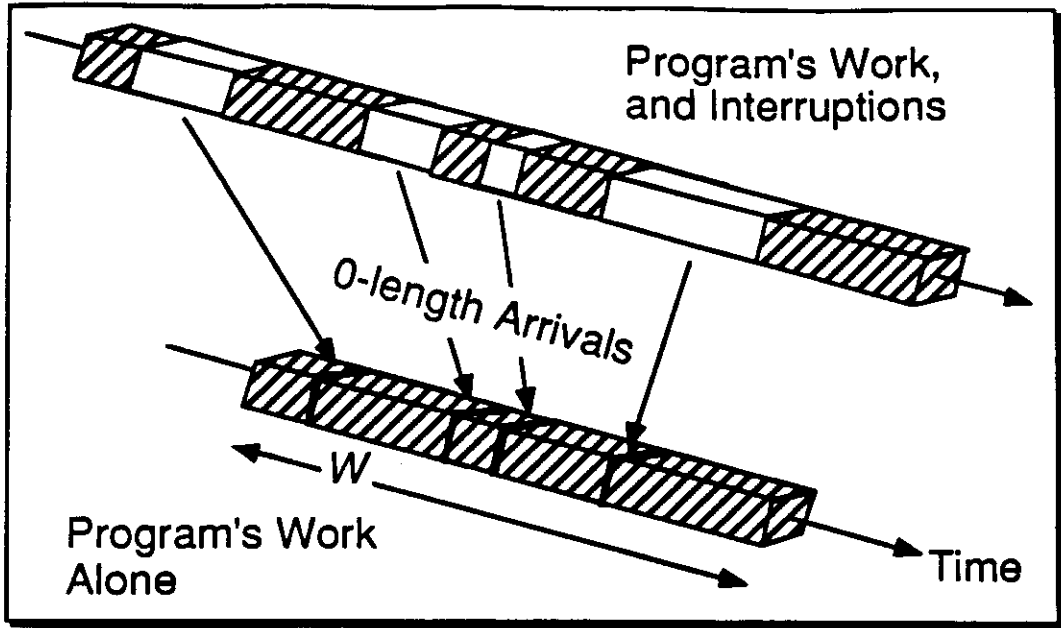 Program's Work,
and Interruptions
0-length Arrivals
W
Program's Work
Alone
Time